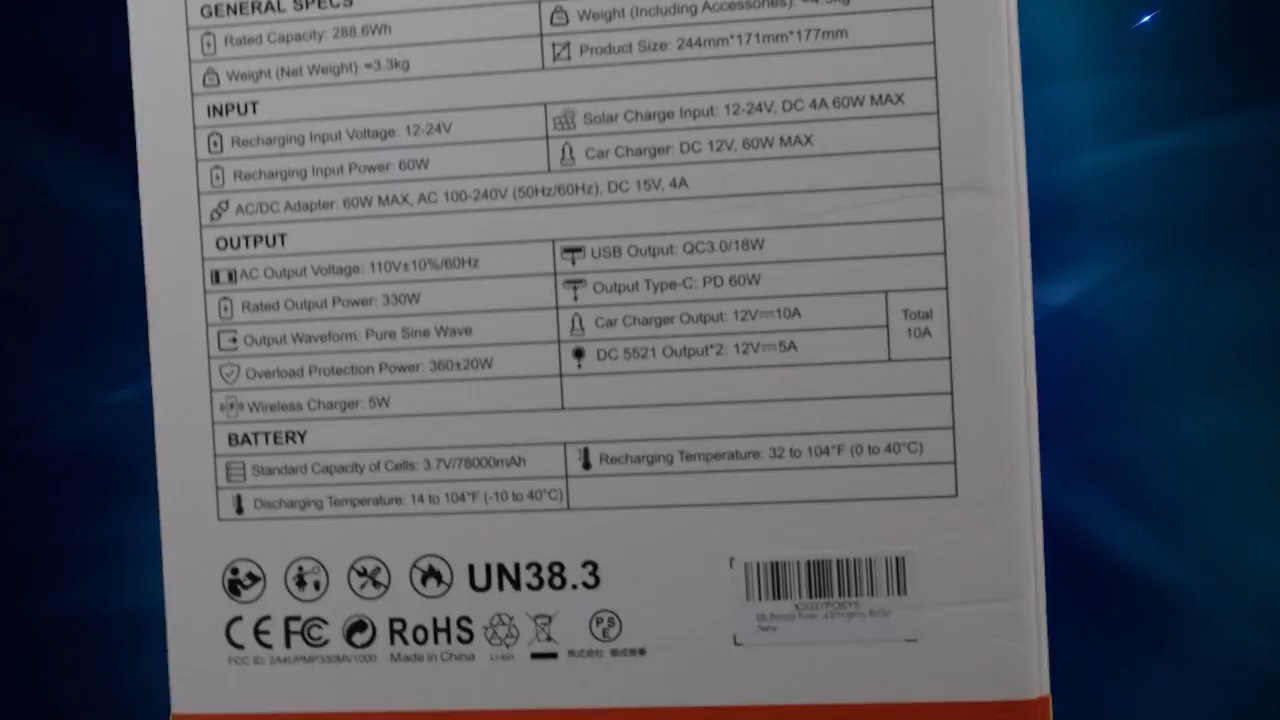 GENERAL SPECS
Rated Capacity: 288.6Wh
Weight (Including Accessories):
Weight (Net Weight): ≈3.3kg
Product Size: 244mm*171mm*177mm
INPUT
Recharging Input Voltage: 12-24V
Solar Charge Input: 12-24V, DC 4A 60W MAX
Recharging Input Power: 60W
Car Charger: DC 12V, 60W MAX
AC/DC Adapter: 60W MAX, AC 100-240V (50Hz/60Hz), DC 15V, 4A
OUTPUT
AC Output Voltage: 110V±10%/60Hz
USB Output: QC3.0/18W
Rated Output Power: 330W
Output Type-C: PD 60W
Output Waveform: Pure Sine Wave
Car Charger Output: 12V⎓10A
Total
10A
Overload Protection Power: 360±20W
DC 5521 Output*2: 12V⎓5A
Wireless Charger: 5W
BATTERY
Standard Capacity of Cells: 3.7V/78000mAh
Recharging Temperature: 32 to 104°F (0 to 40°C)
Discharging Temperature: 14 to 104°F (-10 to 40°C)
UN38.3
CE FC RoHS
PSE
FCC ID:
Made in China
Li-ion
株式会社
New